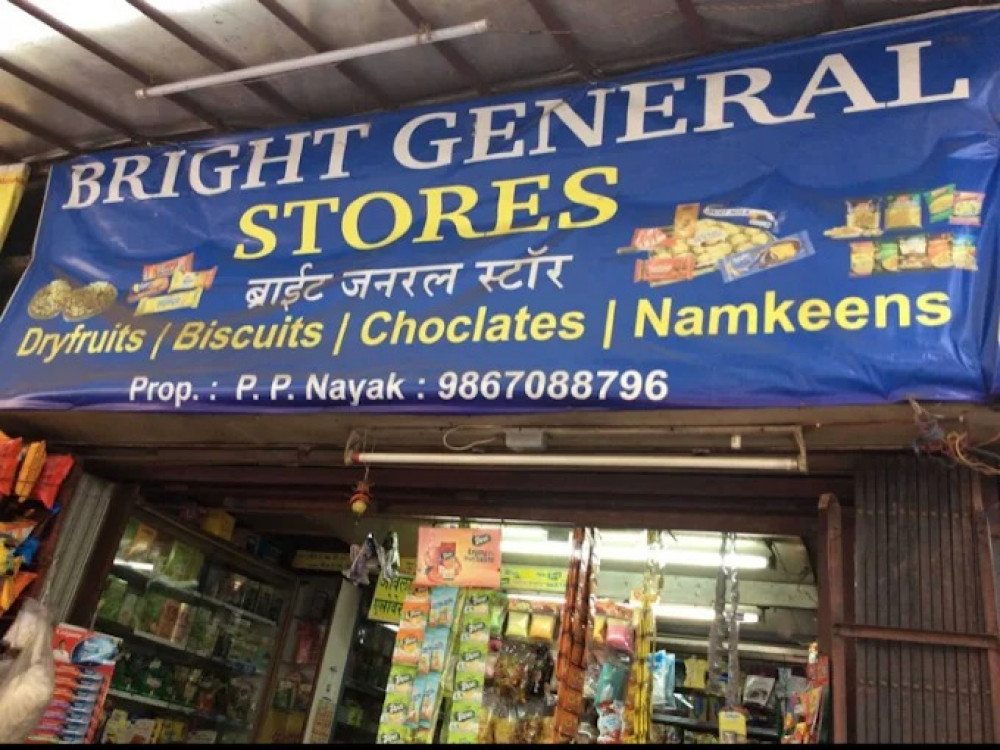 BRIGHT GENERAL
STORES
ब्राईट जनरल स्टॉर
Dryfruits / Biscuits / Choclates / Namkeens
Prop. : P. P. Nayak : 9867088796